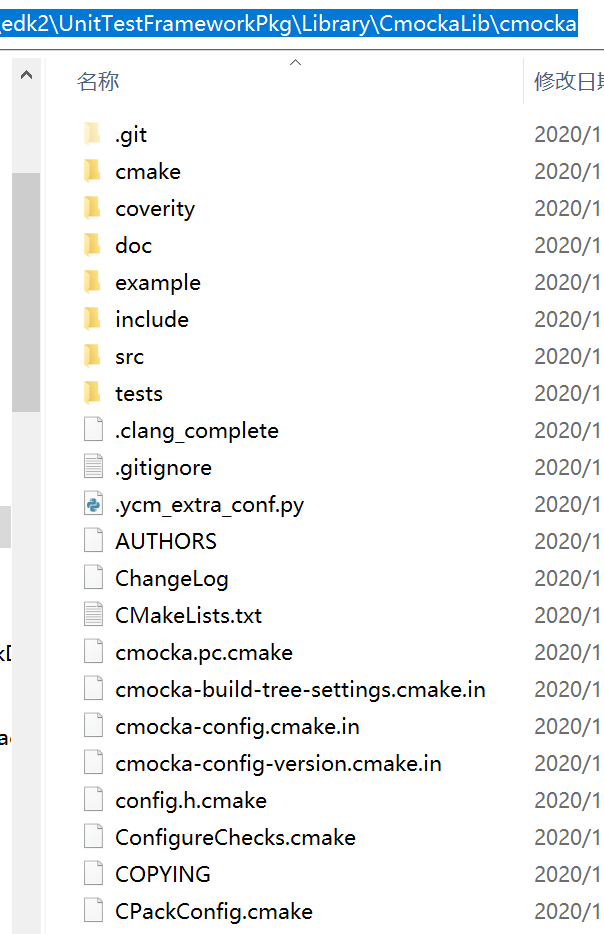 \edk2\UnitTestFrameworkPkg\Library\CmockaLib\cmocka
名称 修改日期
.git 2020/1
cmake 2020/1
coverity 2020/1
doc 2020/1
example 2020/1
include 2020/1
src 2020/1
tests 2020/1
.clang_complete 2020/1
.gitignore 2020/1
.ycm_extra_conf.py 2020/1
AUTHORS 2020/1
ChangeLog 2020/1
CMakeLists.txt 2020/1
cmocka.pc.cmake 2020/1
cmocka-build-tree-settings.cmake.in 2020/1
cmocka-config.cmake.in 2020/1
cmocka-config-version.cmake.in 2020/1
config.h.cmake 2020/1
ConfigureChecks.cmake 2020/1
COPYING 2020/1
CPackConfig.cmake 2020/1